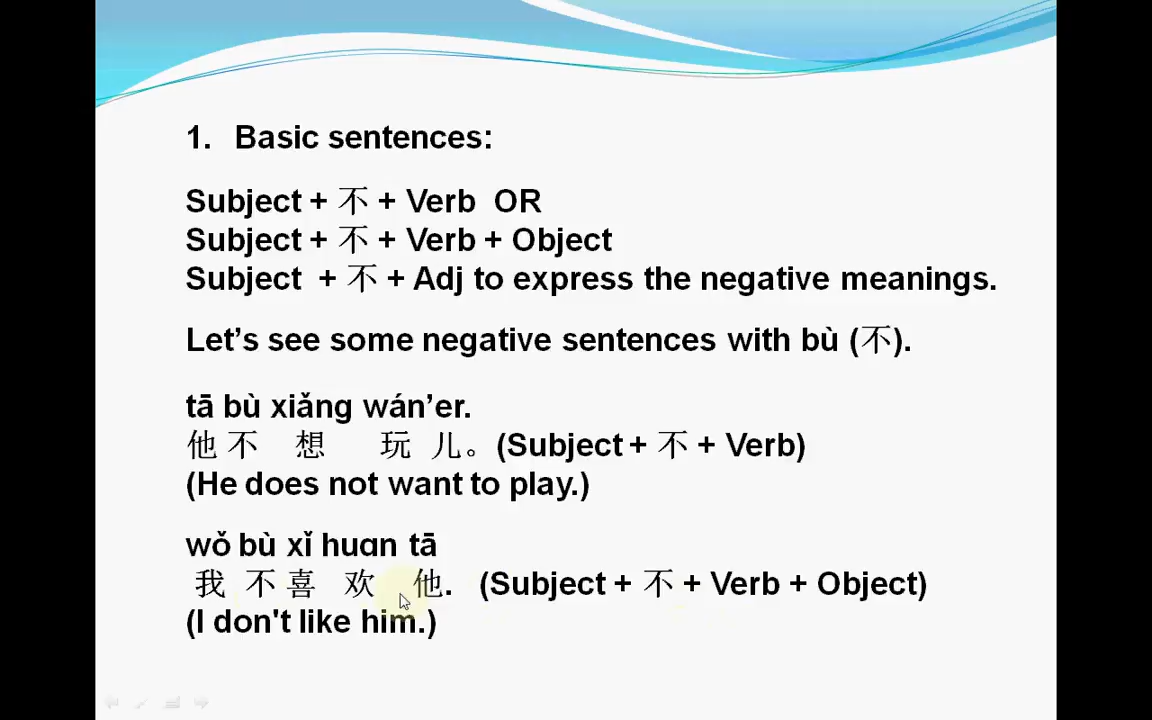 1. Basic sentences:
Subject + 不 + Verb OR
Subject + 不 + Verb + Object
Subject + 不 + Adj to express the negative meanings.
Let’s see some negative sentences with bù (不).
tā bù xiǎng wán’er.
他 不 想 玩 儿。(Subject + 不 + Verb)
(He does not want to play.)
wǒ bù xǐ huɑn tā
我 不 喜 欢 他. (Subject + 不 + Verb + Object)
(I don't like him.)